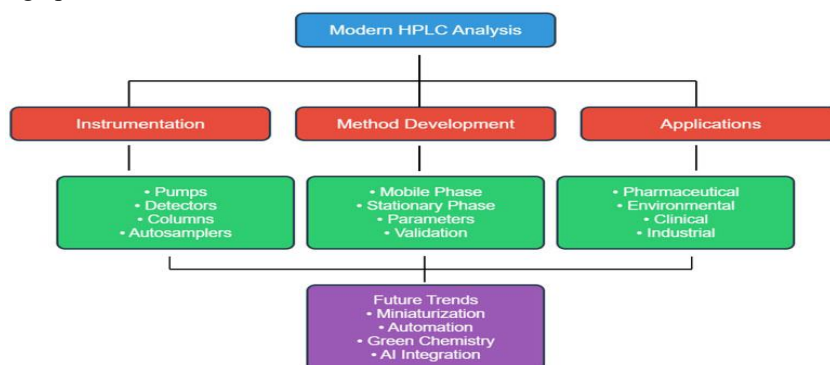 Modern HPLC Analysis
Instrumentation
Method Development
Applications
• Pumps
• Detectors
• Columns
• Autosamplers
• Mobile Phase
• Stationary Phase
• Parameters
• Validation
• Pharmaceutical
• Environmental
• Clinical
• Industrial
Future Trends
• Miniaturization
• Automation
• Green Chemistry
• AI Integration